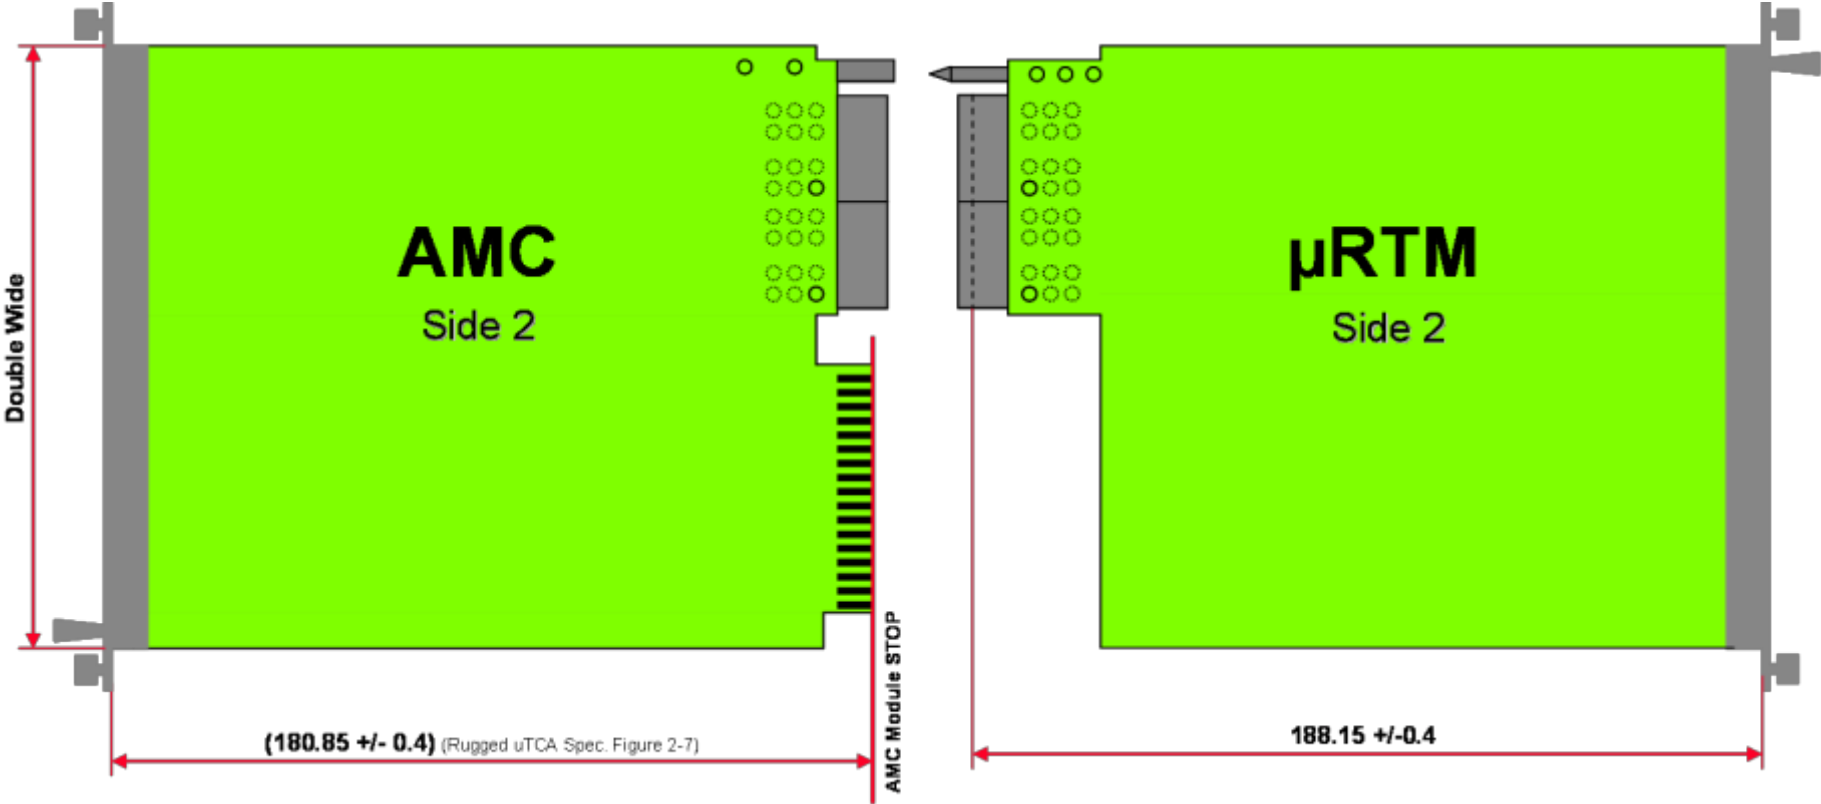 AMC
Side 2
µRTM
Side 2
Double Wide
(180.85 +/- 0.4) (Rugged uTCA Spec. Figure 2-7)
AMC Module STOP
188.15 +/-0.4